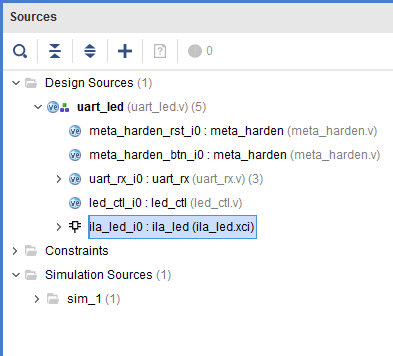 Sources
0
Design Sources (1)
uart_led (uart_led.v) (5)
meta_harden_rst_i0 : meta_harden (meta_harden.v)
meta_harden_btn_i0 : meta_harden (meta_harden.v)
uart_rx_i0 : uart_rx (uart_rx.v) (3)
led_ctl_i0 : led_ctl (led_ctl.v)
ila_led_i0 : ila_led (ila_led.xci)
Constraints
Simulation Sources (1)
sim_1 (1)